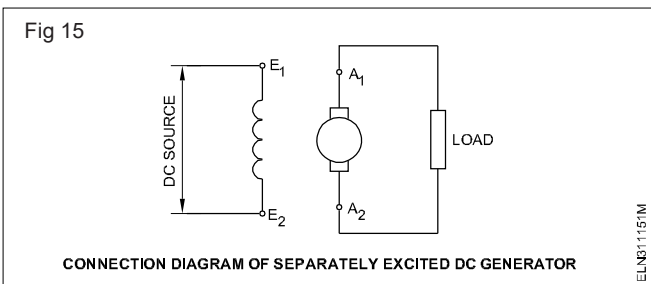 Fig 15
E1
A1
DC SOURCE
LOAD
E2
A2
CONNECTION DIAGRAM OF SEPARATELY EXCITED DC GENERATOR
ELN311151M